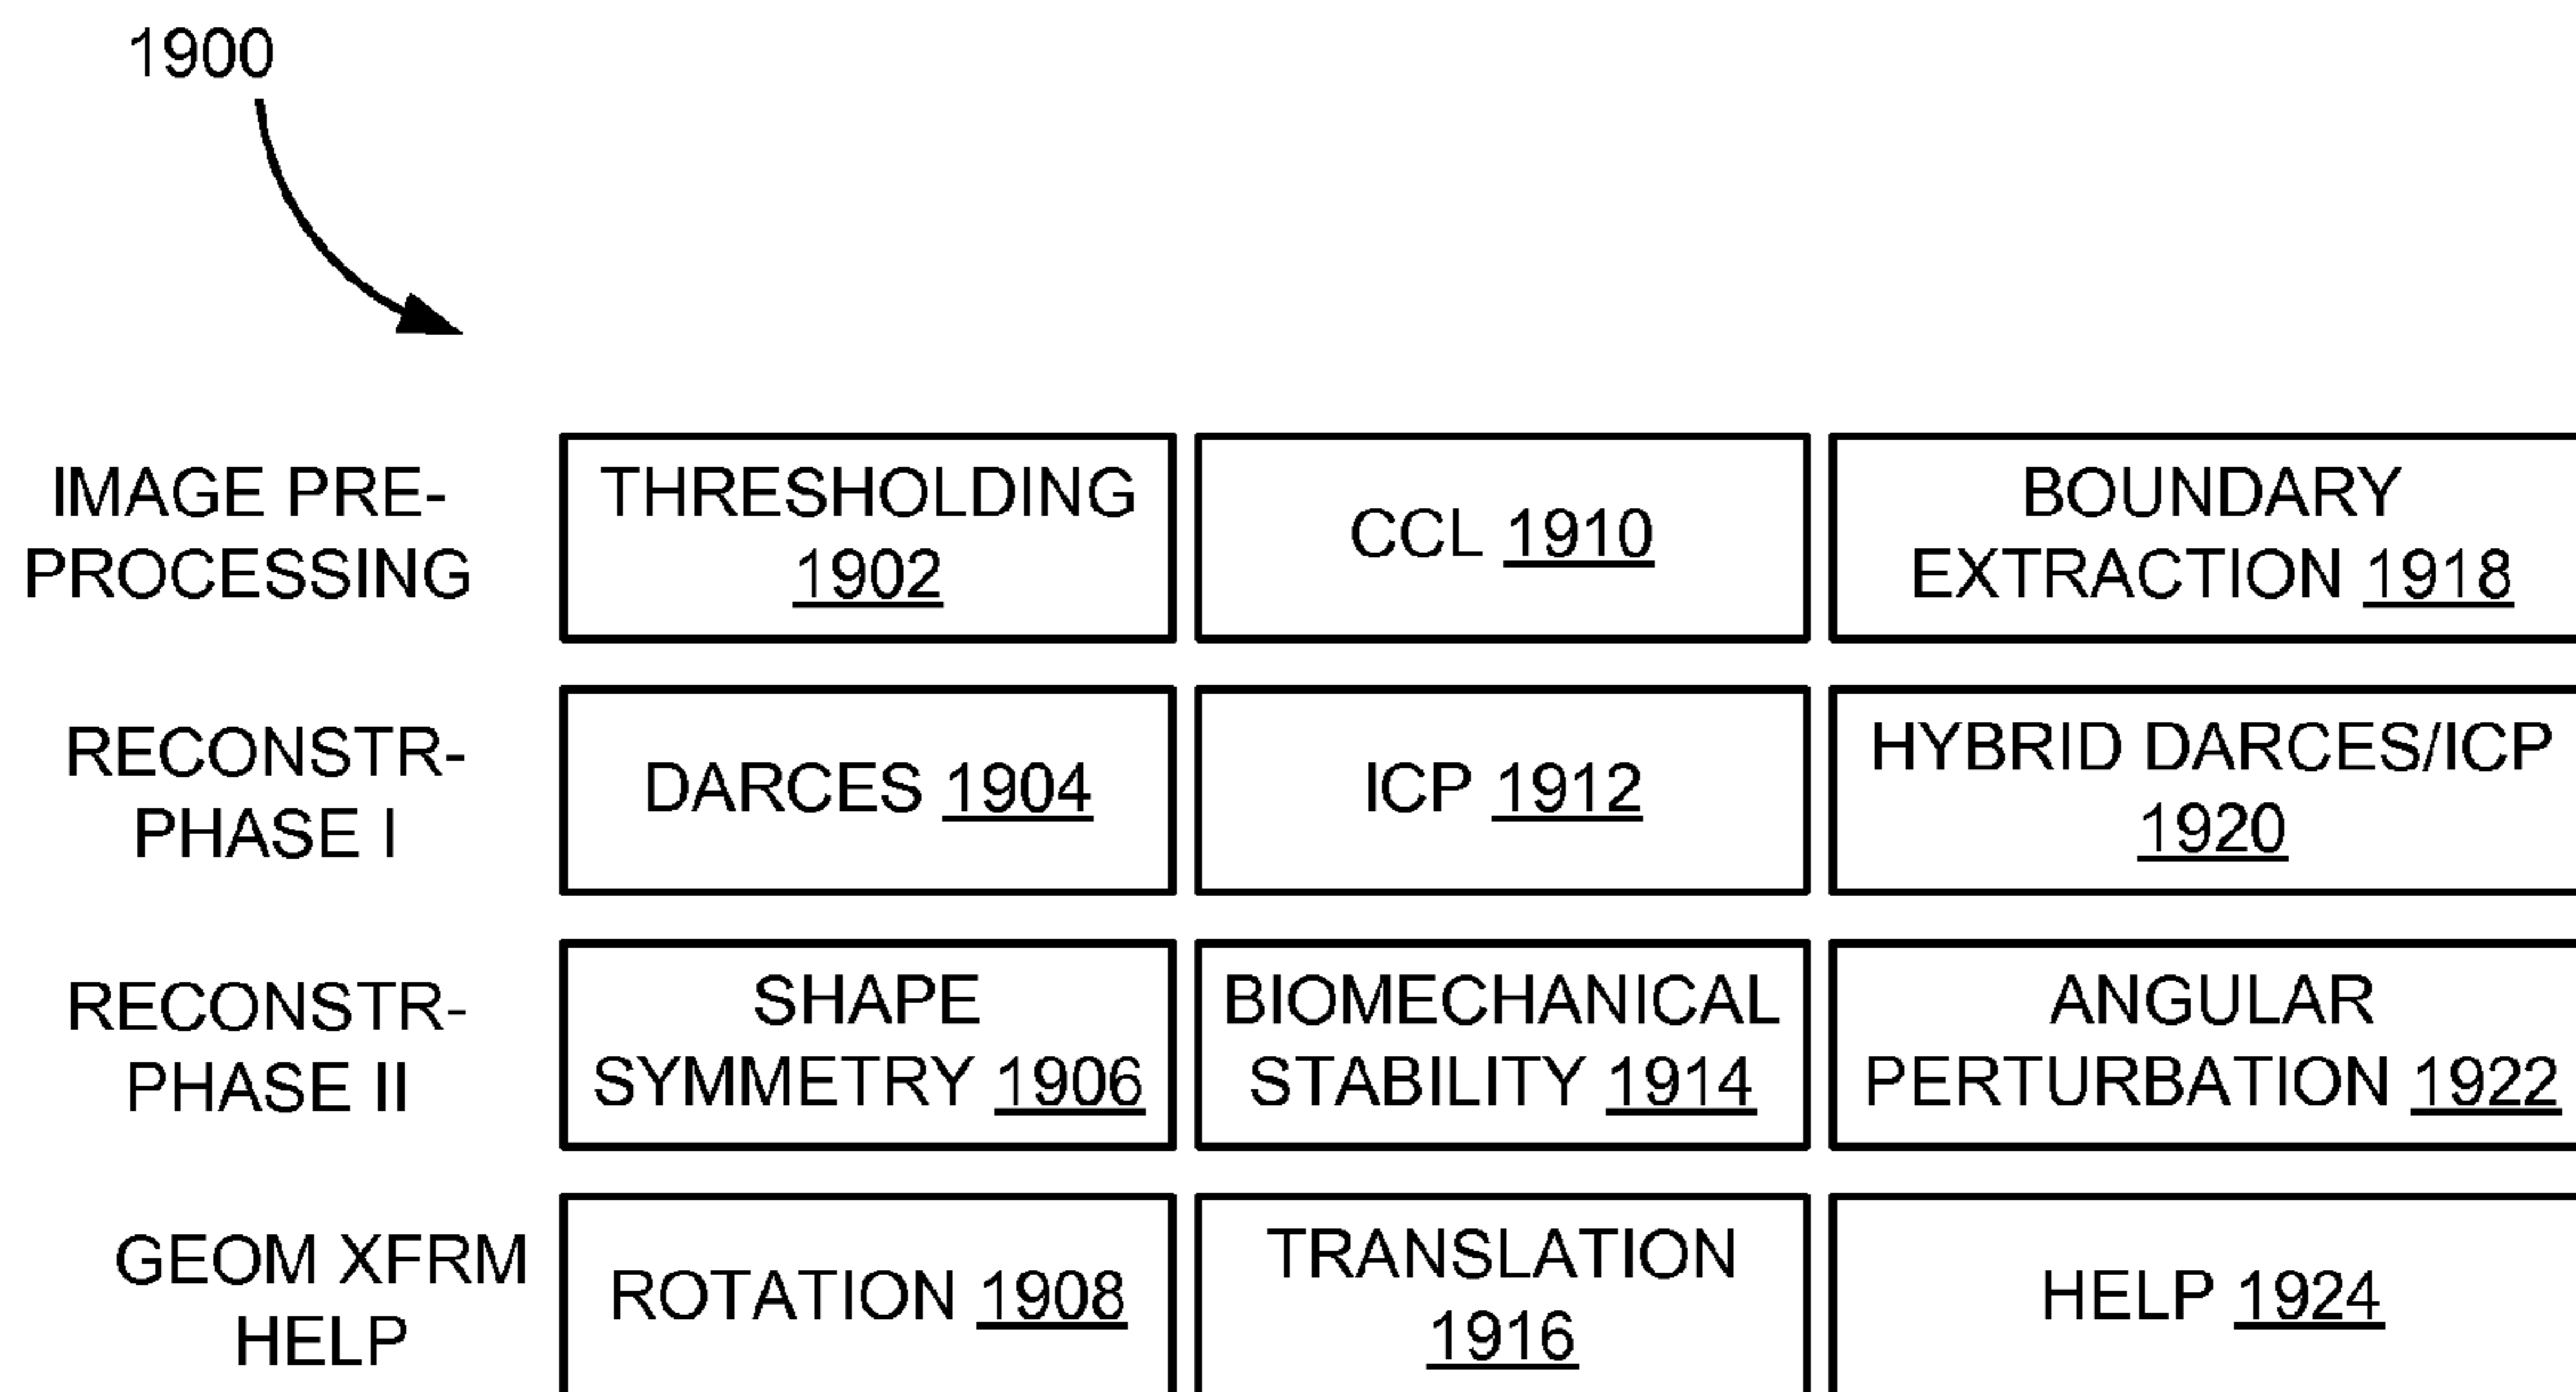 1900
IMAGE PRE-
PROCESSING
THRESHOLDING
1902
CCL 1910
BOUNDARY
EXTRACTION 1918
RECONSTR-
PHASE I
DARCES 1904
ICP 1912
HYBRID DARCES/ICP
1920
RECONSTR-
PHASE II
SHAPE
SYMMETRY 1906
BIOMECHANICAL
STABILITY 1914
ANGULAR
PERTURBATION 1922
GEOM XFRM
HELP
ROTATION 1908
TRANSLATION
1916
HELP 1924